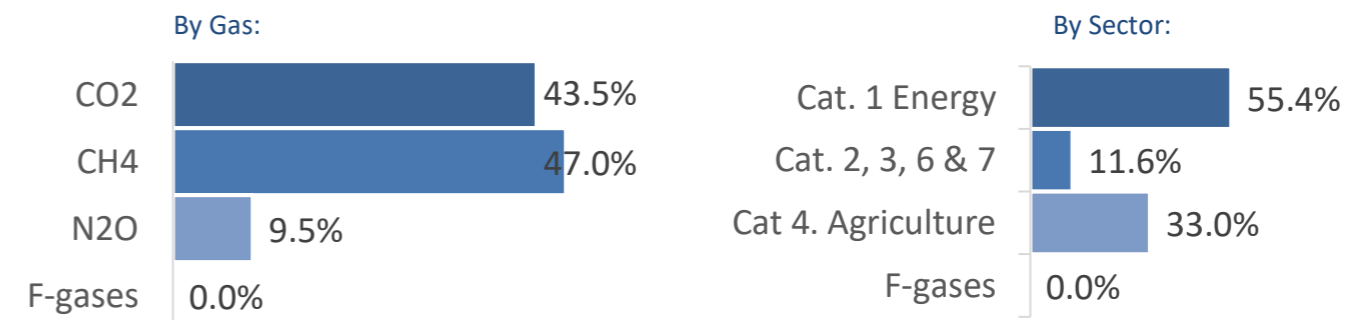 By Gas:
CO2 43.5%
CH4 47.0%
N2O 9.5%
F-gases 0.0%
By Sector:
Cat. 1 Energy 55.4%
Cat. 2, 3, 6 & 7 11.6%
Cat 4. Agriculture 33.0%
F-gases 0.0%